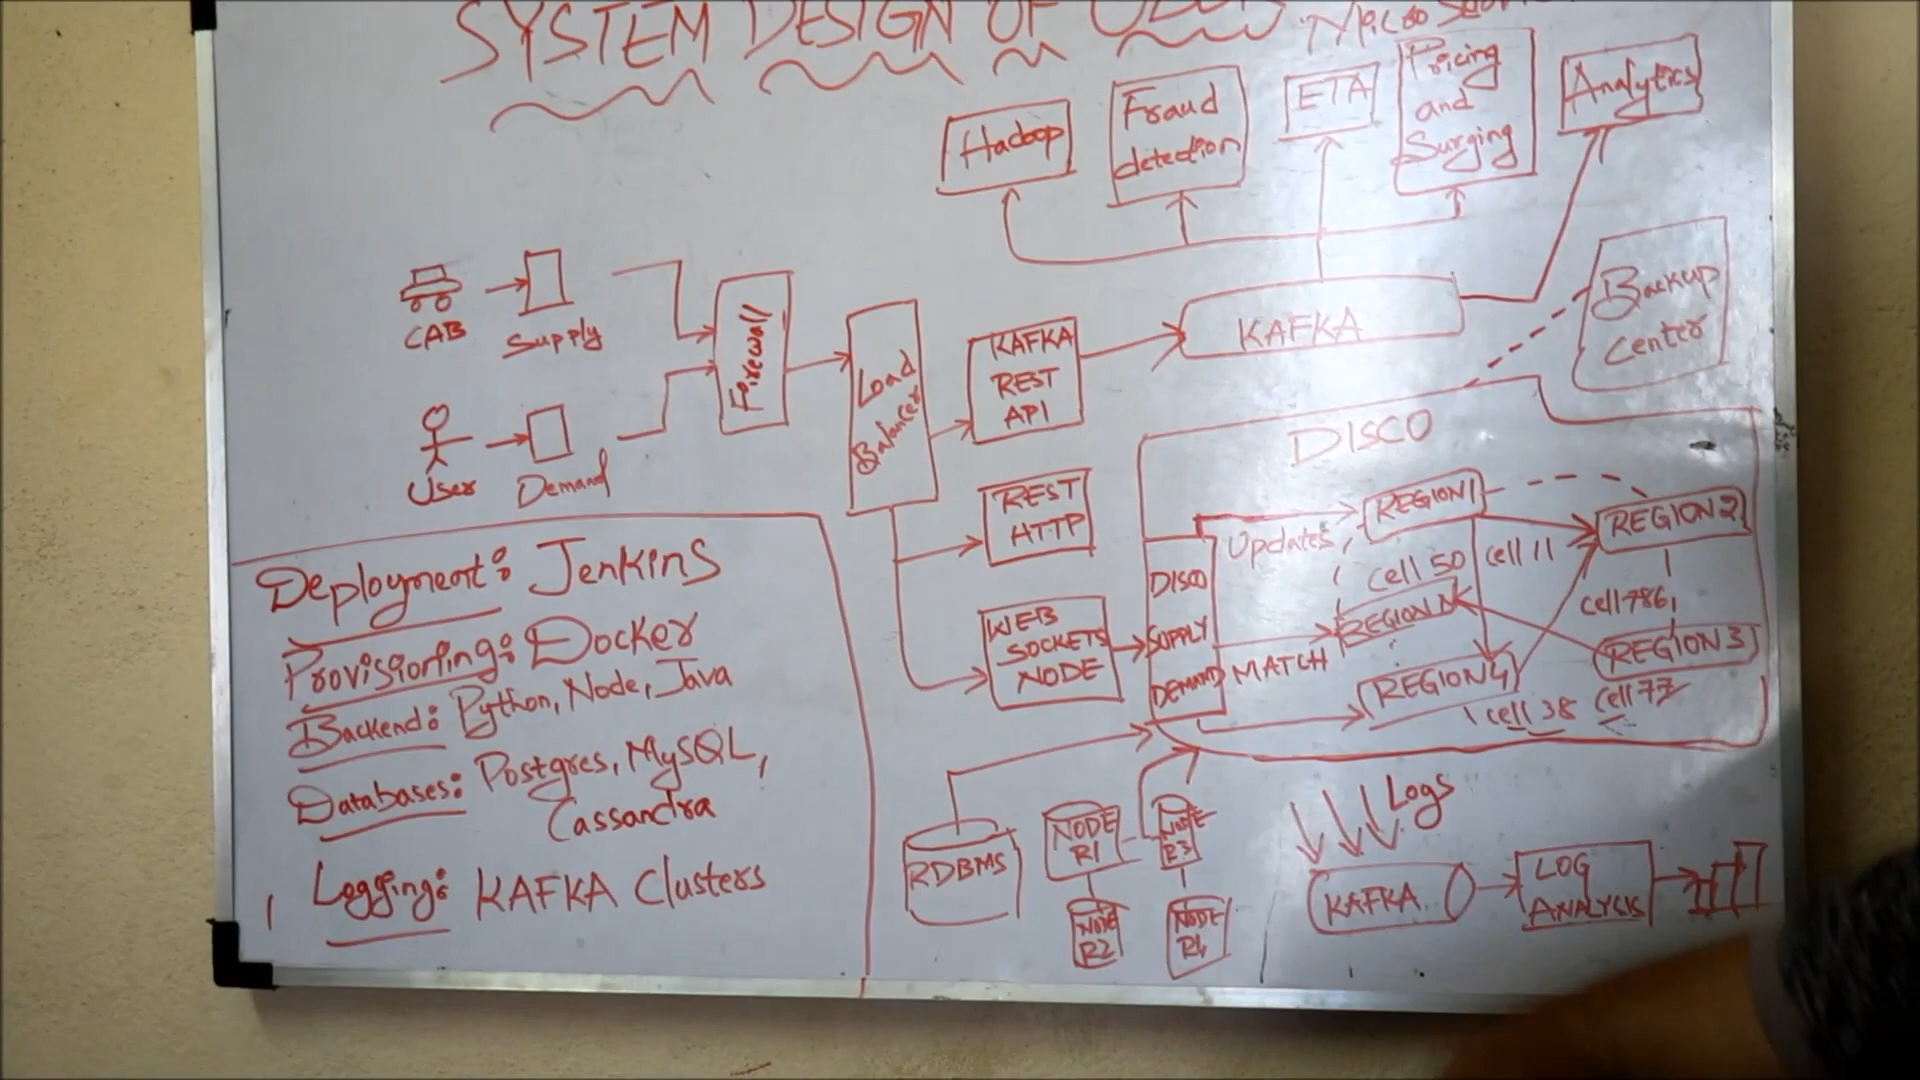 SYSTEM DESIGN OF
Hadoop
Fraud
detection
ETA
Pricing
and
Surging
Analytics
CAB
Supply
User
Demand
Firewall
Load
Balancer
KAFKA
REST
API
KAFKA
Backup
Center
REST
HTTP
WEB
SOCKETS
NODE
DISCO
DISCO
SUPPLY
DEMAND
Updates
MATCH
REGION1
cell 50
cell 11
REGION2
REGION N
cell 786
REGION3
REGION4
cell 38
cell 77
Deployment: Jenkins
Provisioning: Docker
Backend: Python, Node, Java
Databases: Postgres, MySQL,
Cassandra
Logging: KAFKA Clusters
RDBMS
NODE
R1
NODE
R3
NODE
R2
NODE
R4
Logs
KAFKA
LOG
ANALYSIS